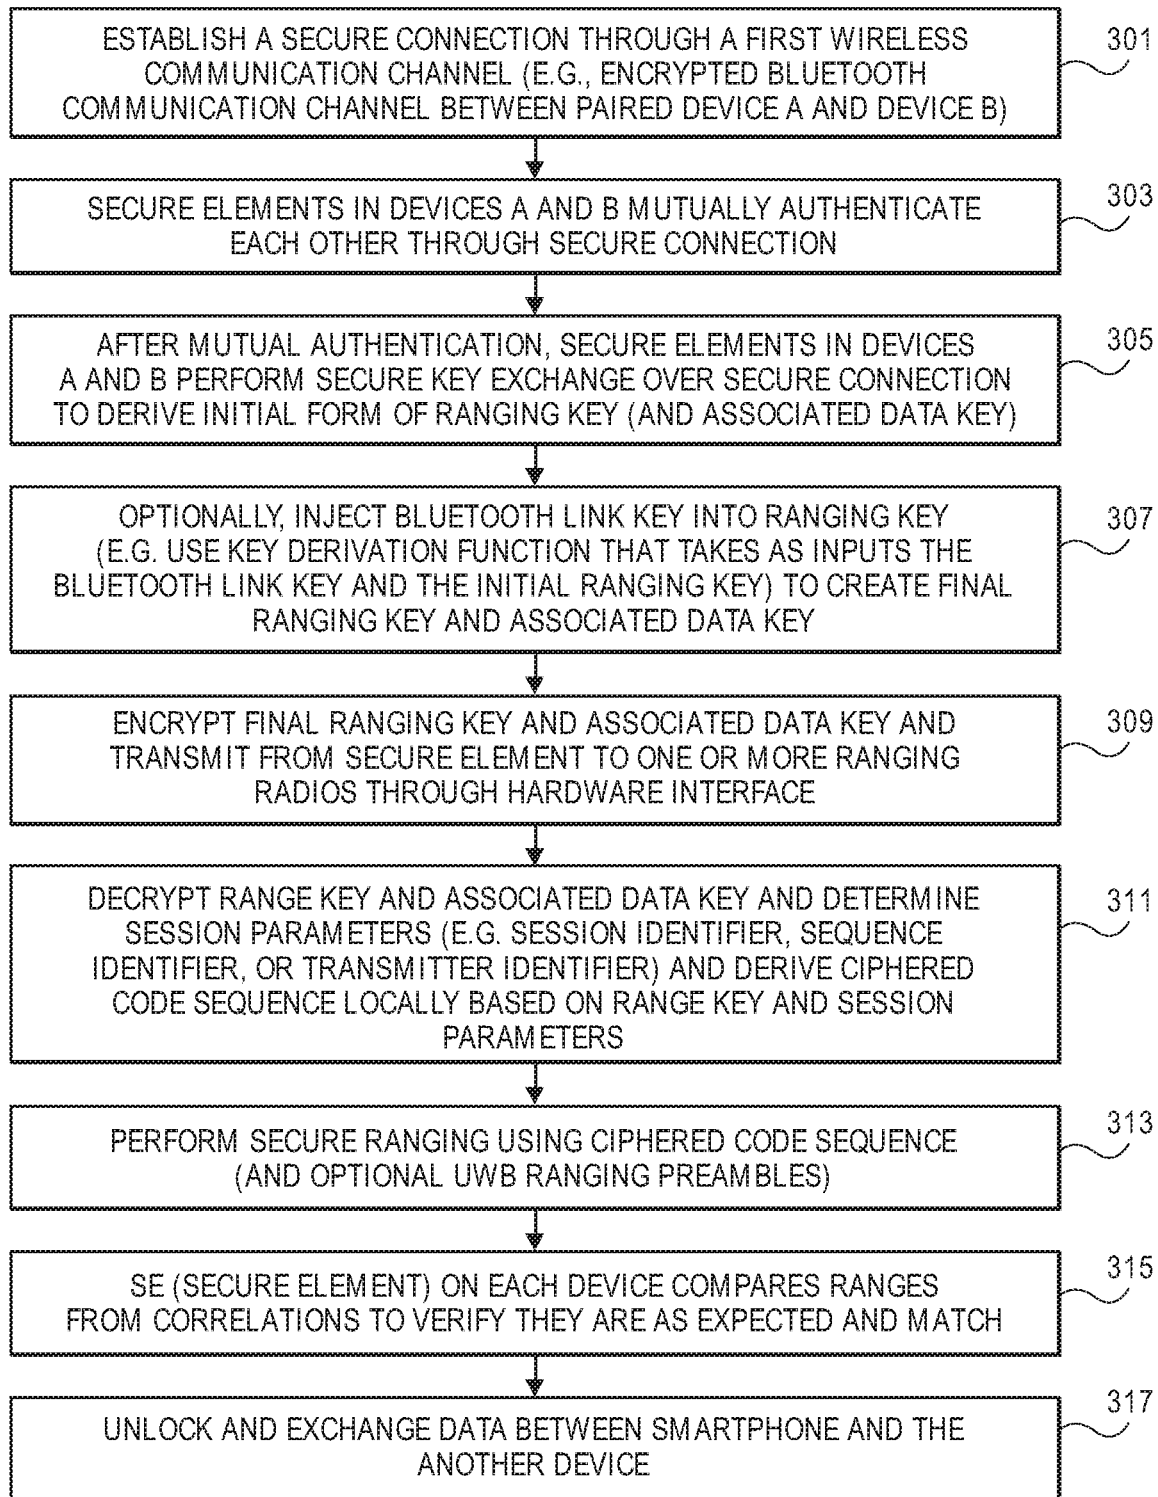 ESTABLISH A SECURE CONNECTION THROUGH A FIRST WIRELESS
COMMUNICATION CHANNEL (E.G., ENCRYPTED BLUETOOTH
COMMUNICATION CHANNEL BETWEEN PAIRED DEVICE A AND DEVICE B)
301
SECURE ELEMENTS IN DEVICES A AND B MUTUALLY AUTHENTICATE
EACH OTHER THROUGH SECURE CONNECTION
303
AFTER MUTUAL AUTHENTICATION, SECURE ELEMENTS IN DEVICES
A AND B PERFORM SECURE KEY EXCHANGE OVER SECURE CONNECTION
TO DERIVE INITIAL FORM OF RANGING KEY (AND ASSOCIATED DATA KEY)
305
OPTIONALLY, INJECT BLUETOOTH LINK KEY INTO RANGING KEY
(E.G. USE KEY DERIVATION FUNCTION THAT TAKES AS INPUTS THE
BLUETOOTH LINK KEY AND THE INITIAL RANGING KEY) TO CREATE FINAL
RANGING KEY AND ASSOCIATED DATA KEY
307
ENCRYPT FINAL RANGING KEY AND ASSOCIATED DATA KEY AND
TRANSMIT FROM SECURE ELEMENT TO ONE OR MORE RANGING
RADIOS THROUGH HARDWARE INTERFACE
309
DECRYPT RANGE KEY AND ASSOCIATED DATA KEY AND DETERMINE
SESSION PARAMETERS (E.G. SESSION IDENTIFIER, SEQUENCE
IDENTIFIER, OR TRANSMITTER IDENTIFIER) AND DERIVE CIPHERED
CODE SEQUENCE LOCALLY BASED ON RANGE KEY AND SESSION
PARAMETERS
311
PERFORM SECURE RANGING USING CIPHERED CODE SEQUENCE
(AND OPTIONAL UWB RANGING PREAMBLES)
313
SE (SECURE ELEMENT) ON EACH DEVICE COMPARES RANGES
FROM CORRELATIONS TO VERIFY THEY ARE AS EXPECTED AND MATCH
315
UNLOCK AND EXCHANGE DATA BETWEEN SMARTPHONE AND THE
ANOTHER DEVICE
317